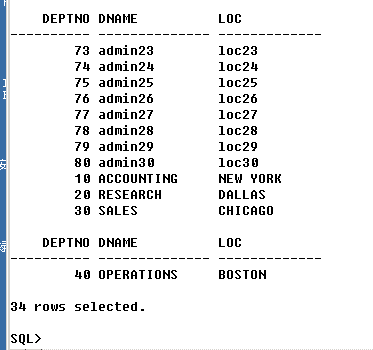 DEPTNO DNAME LOC
---------- -------------- -------------
73 admin23 loc23
74 admin24 loc24
75 admin25 loc25
76 admin26 loc26
77 admin27 loc27
78 admin28 loc28
79 admin29 loc29
80 admin30 loc30
10 ACCOUNTING NEW YORK
20 RESEARCH DALLAS
30 SALES CHICAGO
DEPTNO DNAME LOC
---------- -------------- -------------
40 OPERATIONS BOSTON
34 rows selected.
SQL>